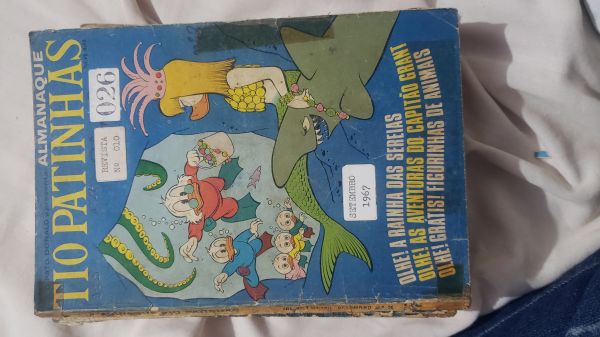 ALMANAQUE
TIO PATINHAS
026
REVISTA
Nº 010
SETEMBRO
1967
OLHE! A RAINHA DAS SEREIAS
OLHE! AS AVENTURAS DO CAPITÃO GRANT
OLHE! GRÁTIS! FIGURINHAS DE ANIMAIS